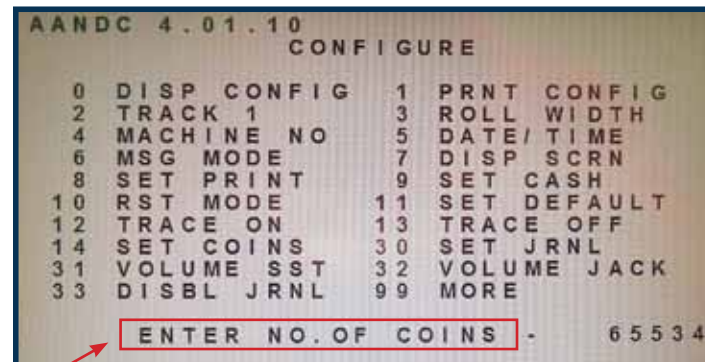 AANDC 4.01.10
CONFIGURE
0 DISP CONFIG 1 PRNT CONFIG
2 TRACK 1 3 ROLL WIDTH
4 MACHINE NO 5 DATE/TIME
6 MSG MODE 7 DISP SCRN
8 SET PRINT 9 SET CASH
10 RST MODE 11 SET DEFAULT
12 TRACE ON 13 TRACE OFF
14 SET COINS 30 SET JRNL
31 VOLUME SST 32 VOLUME JACK
33 DISBL JRNL 99 MORE
ENTER NO.OF COINS - 65534